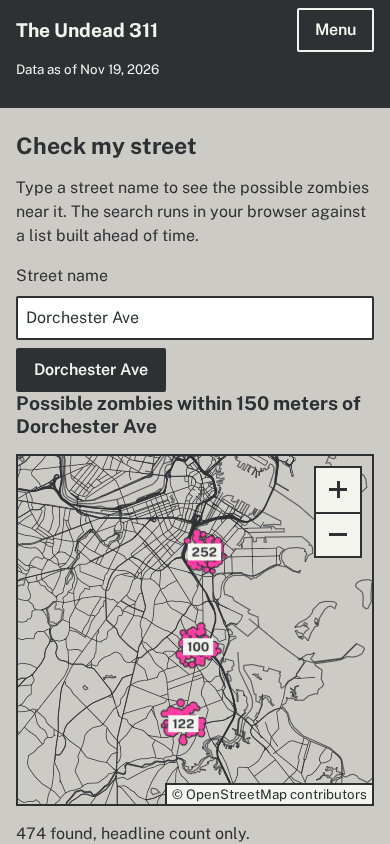 The Undead 311
Menu
Data as of Nov 19, 2026
Check my street
Type a street name to see the possible zombies
near it. The search runs in your browser against
a list built ahead of time.
Street name
Dorchester Ave
Dorchester Ave
Possible zombies within 150 meters of
Dorchester Ave
+
−
252
100
122
© OpenStreetMap contributors
474 found, headline count only.